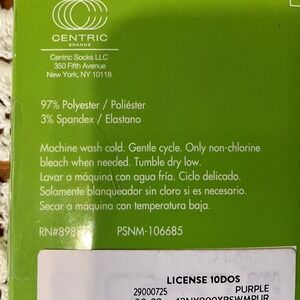 CENTRIC
BRANDS
Centric Socks LLC
350 Fifth Avenue
New York, NY 10118
97% Polyester / Poliéster
3% Spandex / Elastano
Machine wash cold. Gentle cycle. Only non-chlorine
bleach when needed. Tumble dry low.
Lavar a máquina con agua fría. Ciclo delicado.
Solamente blanqueador sin cloro si es necesario.
Secar a máquina con temperatura baja.
PSNM-106685
LICENSE 10DOS
29000725 PURPLE